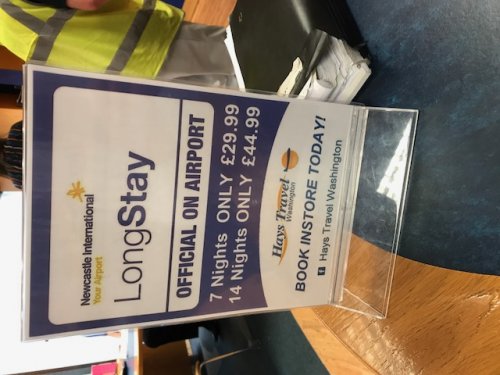 Newcastle International
Your Airport
LongStay
OFFICIAL ON AIRPORT
7 Nights ONLY £29.99
14 Nights ONLY £44.99
Hays Travel
Washington
BOOK INSTORE TODAY!
f Hays Travel Washington